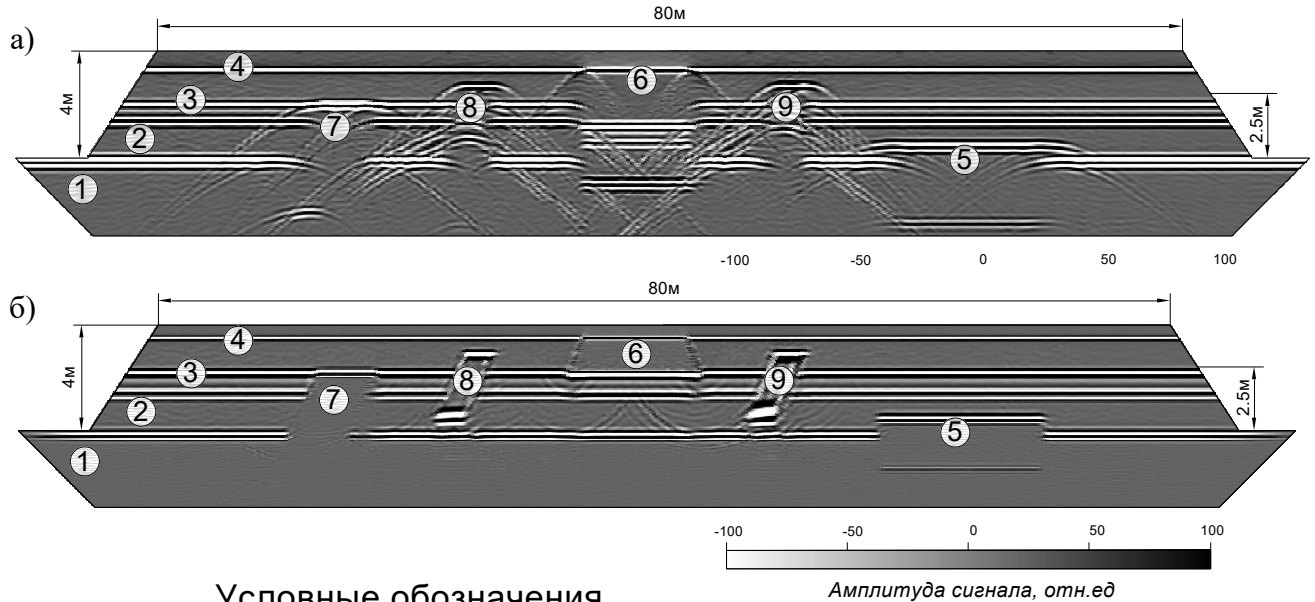 а)
80м
4м
2.5м
4
3
2
1
7
8
6
9
5
-100 -50 0 50 100
б)
80м
4м
2.5м
4
3
2
1
7
8
6
9
5
-100 -50 0 50 100
Амплитуда сигнала, отн.ед
Условные обозначения